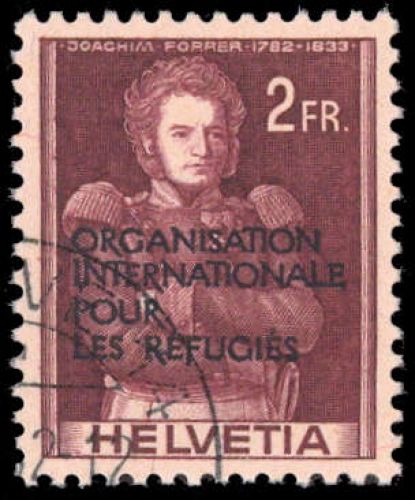 JOACHIM FORRER·1782-1833
2 FR.
ORGANISATION
INTERNATIONALE
POUR
LES RÉFUGIÉS
HELVETIA